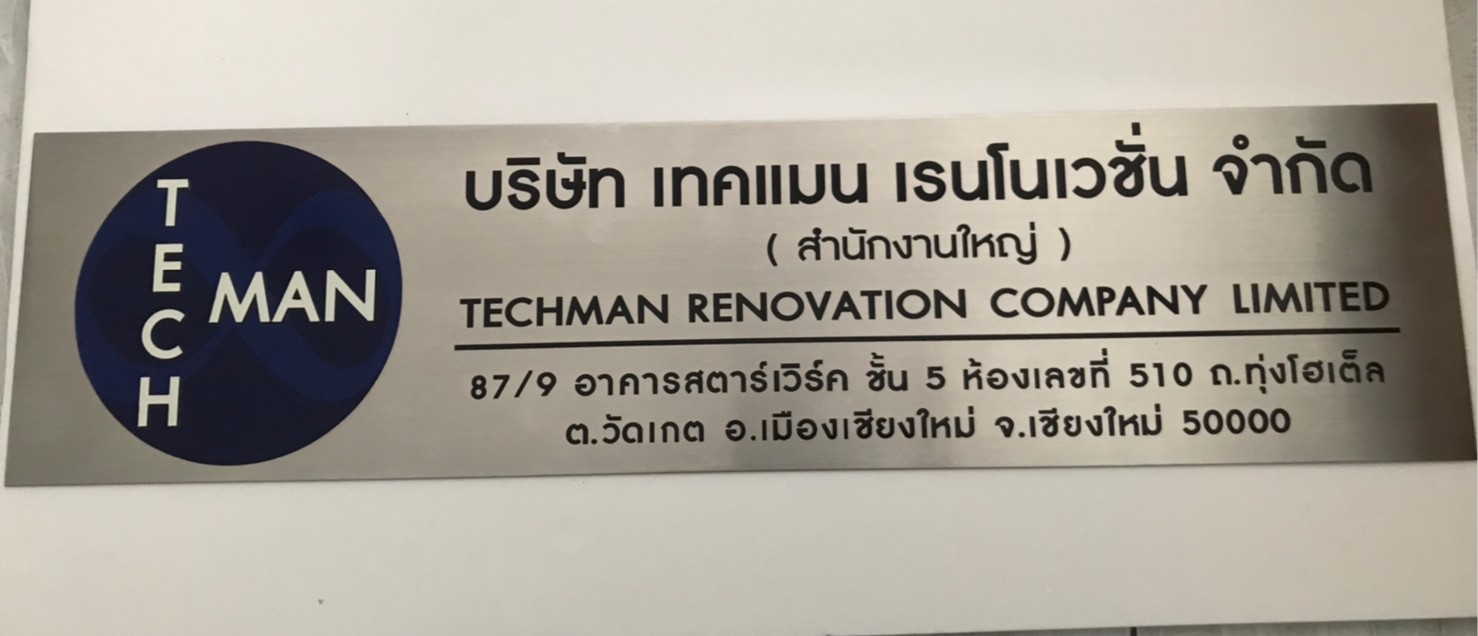 TECH
MAN
บริษัท เทคแมน เรนโนเวชั่น จำกัด
( สำนักงานใหญ่ )
TECHMAN RENOVATION COMPANY LIMITED
87/9 อาคารสตาร์เวิร์ค ชั้น 5 ห้องเลขที่ 510 ถ.ทุ่งโฮเต็ล
ต.วัดเกต อ.เมืองเชียงใหม่ จ.เชียงใหม่ 50000